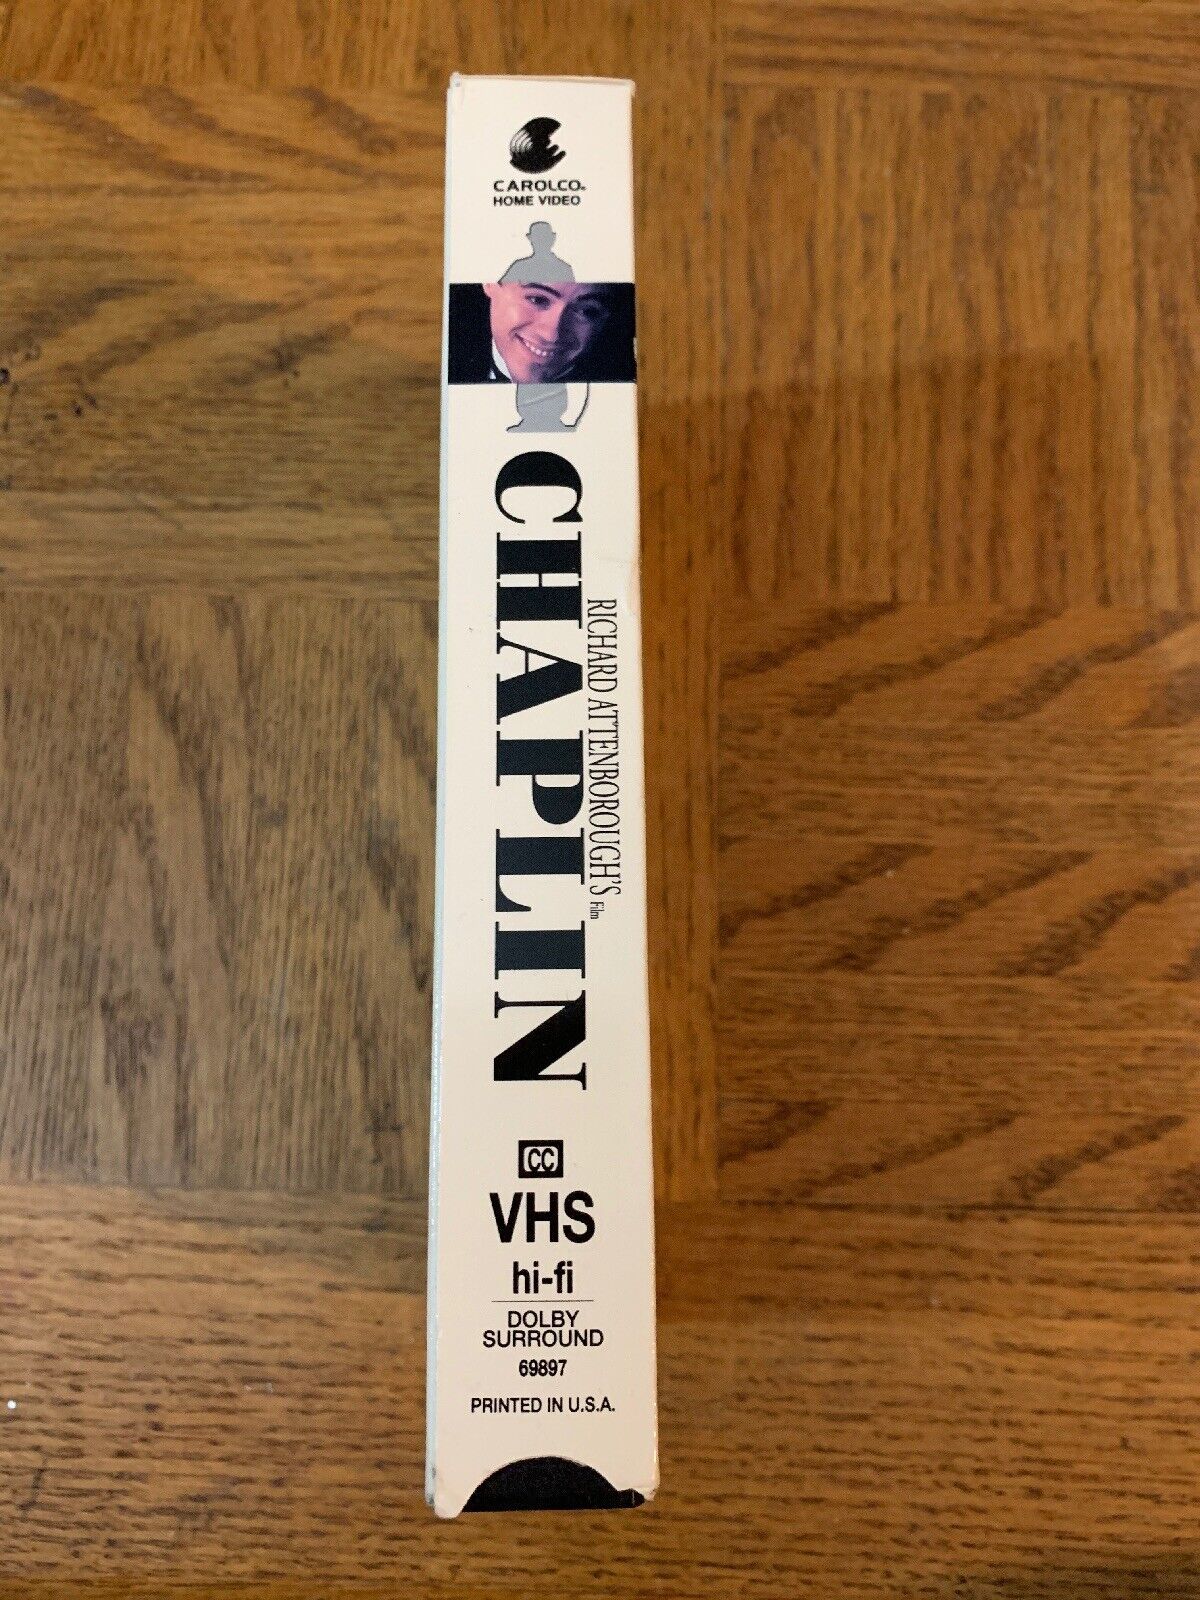 CAROLCO®
HOME VIDEO
RICHARD ATTENBOROUGH'S Film
CHAPLIN
CC
VHS
hi-fi
DOLBY
SURROUND
69897
PRINTED IN U.S.A.